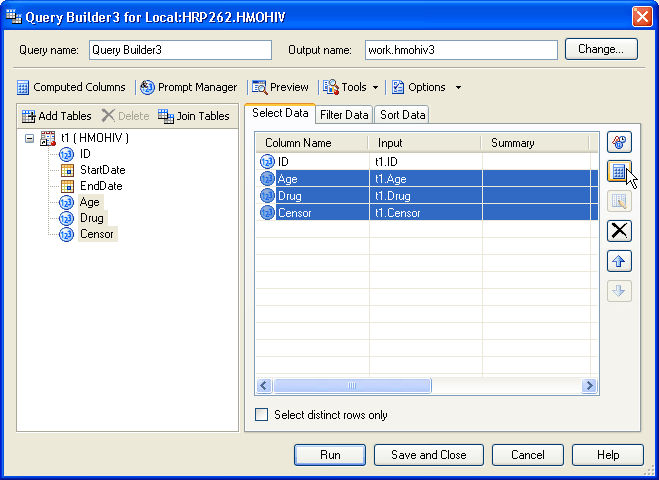 Query Builder3 for Local:HRP262.HMOHIV
Query name: Query Builder3 Output name: work.hmohiv3 Change...
Computed Columns Prompt Manager Preview Tools Options
Add Tables Delete Join Tables
t1 ( HMOHIV )
ID
StartDate
EndDate
Age
Drug
Censor
Select Data Filter Data Sort Data
Column Name Input Summary
ID t1.ID
Age t1.Age
Drug t1.Drug
Censor t1.Censor
Select distinct rows only
Run Save and Close Cancel Help